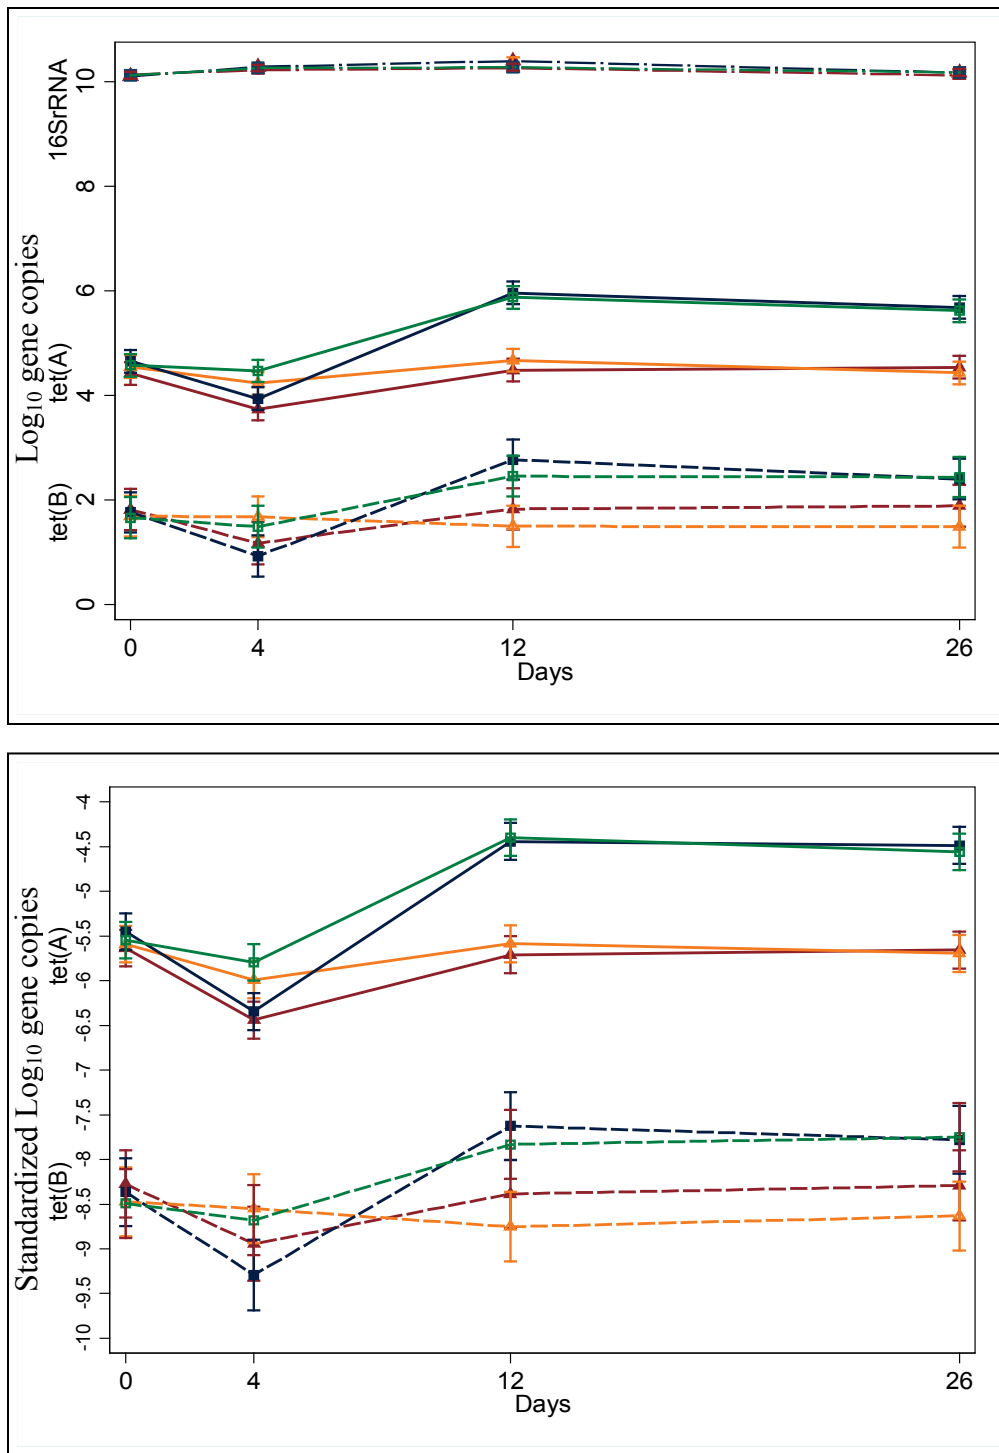 Log10 gene copies
tet(B) tet(A) 16SrRNA
10
8
6
4
2
0
0 4 12 26
Days
Standardized Log10 gene copies
tet(B) tet(A)
-4
-4.5
-5
-5.5
-6
-6.5
-7
-7.5
-8
-8.5
-9
-9.5
-10
0 4 12 26
Days